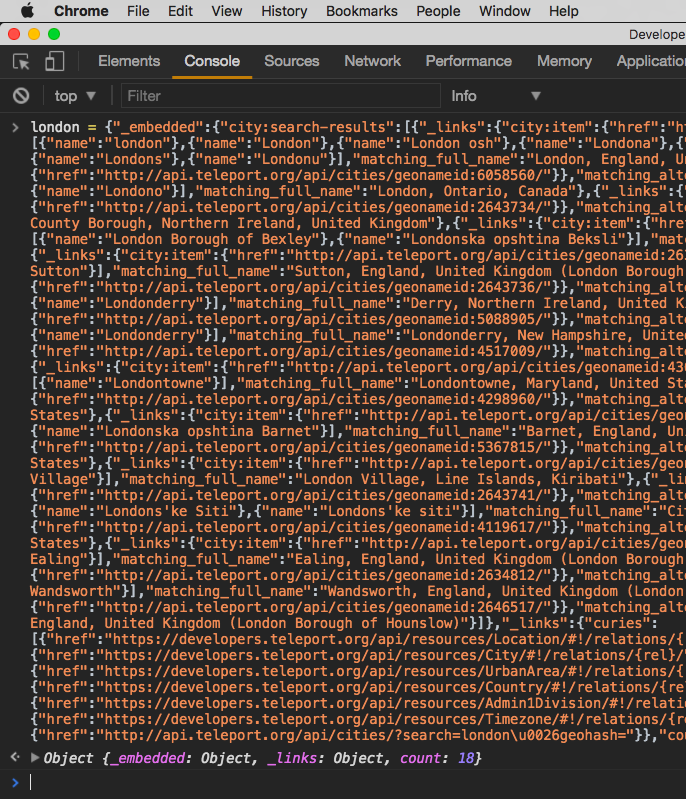 Chrome File Edit View History Bookmarks People Window Help
Develope
Elements Console Sources Network Performance Memory Application
top ▼ Filter Info ▼
> london = {"_embedded":{"city:search-results":[{"_links":{"city:item":{"href":"ht
[{"name":"london"},{"name":"London"},{"name":"London osh"},{"name":"Londona"},{"
{"name":"Londons"},{"name":"Londonu"}],"matching_full_name":"London, England, Un
{"href":"http://api.teleport.org/api/cities/geonameid:6058560/"}},"matching_alte
{"name":"Londono"}],"matching_full_name":"London, Ontario, Canada"},{"_links":{"
{"href":"http://api.teleport.org/api/cities/geonameid:2643734/"}},"matching_alte
County Borough, Northern Ireland, United Kingdom"},{"_links":{"city:item":{"href
[{"name":"London Borough of Bexley"},{"name":"Londonska opshtina Beksli"}],"matc
{"_links":{"city:item":{"href":"http://api.teleport.org/api/cities/geonameid:263
Sutton"}],"matching_full_name":"Sutton, England, United Kingdom (London Borough
{"href":"http://api.teleport.org/api/cities/geonameid:2643736/"}},"matching_alte
{"name":"Londonderry"}],"matching_full_name":"Derry, Northern Ireland, United K
{"href":"http://api.teleport.org/api/cities/geonameid:5088905/"}},"matching_alte
{"name":"Londonderry"}],"matching_full_name":"Londonderry, New Hampshire, Unite
{"href":"http://api.teleport.org/api/cities/geonameid:4517009/"}},"matching_alte
{"_links":{"city:item":{"href":"http://api.teleport.org/api/cities/geonameid:430
[{"name":"Londontowne"}],"matching_full_name":"Londontowne, Maryland, United Sta
{"href":"http://api.teleport.org/api/cities/geonameid:4298960/"}},"matching_alte
States"},{"_links":{"city:item":{"href":"http://api.teleport.org/api/cities/geon
{"name":"Londonska opshtina Barnet"}],"matching_full_name":"Barnet, England, Uni
{"href":"http://api.teleport.org/api/cities/geonameid:5367815/"}},"matching_alte
States"},{"_links":{"city:item":{"href":"http://api.teleport.org/api/cities/geon
Village"}],"matching_full_name":"London Village, Line Islands, Kiribati"},{"_lin
{"href":"http://api.teleport.org/api/cities/geonameid:2643741/"}},"matching_alte
{"name":"Londons'ke Siti"},{"name":"Londons'ke siti"}],"matching_full_name":"Cit
{"href":"http://api.teleport.org/api/cities/geonameid:4119617/"}},"matching_alte
States"},{"_links":{"city:item":{"href":"http://api.teleport.org/api/cities/geon
Ealing"}],"matching_full_name":"Ealing, England, United Kingdom (London Borough
{"href":"http://api.teleport.org/api/cities/geonameid:2634812/"}},"matching_alte
Wandsworth"}],"matching_full_name":"Wandsworth, England, United Kingdom (London
{"href":"http://api.teleport.org/api/cities/geonameid:2646517/"}},"matching_alte
England, United Kingdom (London Borough of Hounslow)"}]},"_links":{"curies":
[{"href":"https://developers.teleport.org/api/resources/Location/#!/relations/{r
{"href":"https://developers.teleport.org/api/resources/City/#!/relations/{rel}/"
{"href":"https://developers.teleport.org/api/resources/UrbanArea/#!/relations/{
{"href":"https://developers.teleport.org/api/resources/Country/#!/relations/{rel
{"href":"https://developers.teleport.org/api/resources/Admin1Division/#!/relatio
{"href":"https://developers.teleport.org/api/resources/Timezone/#!/relations/{re
{"href":"http://api.teleport.org/api/cities/?search=london\u0026geohash="}},"cou
Object {_embedded: Object, _links: Object, count: 18}
>